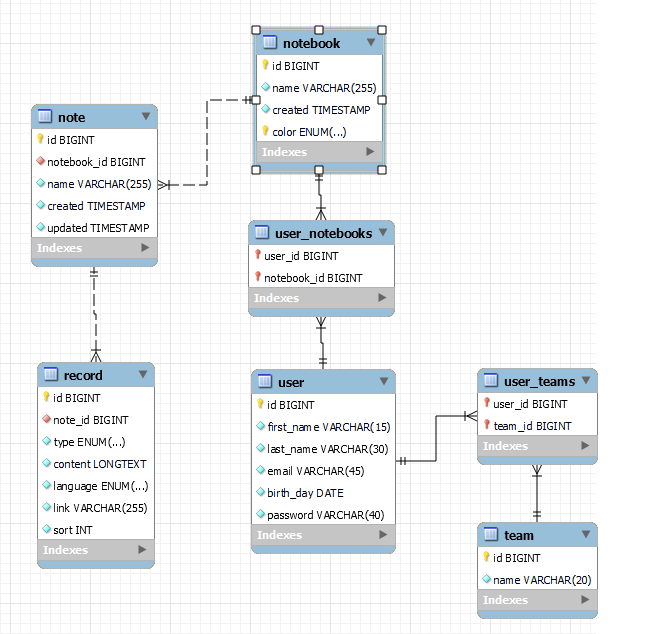 notebook
id BIGINT
name VARCHAR(255)
created TIMESTAMP
color ENUM(...)
Indexes
note
id BIGINT
notebook_id BIGINT
name VARCHAR(255)
created TIMESTAMP
updated TIMESTAMP
Indexes
user_notebooks
user_id BIGINT
notebook_id BIGINT
Indexes
record
id BIGINT
note_id BIGINT
type ENUM(...)
content LONGTEXT
language ENUM(...)
link VARCHAR(255)
sort INT
Indexes
user
id BIGINT
first_name VARCHAR(15)
last_name VARCHAR(30)
email VARCHAR(45)
birth_day DATE
password VARCHAR(40)
Indexes
user_teams
user_id BIGINT
team_id BIGINT
Indexes
team
id BIGINT
name VARCHAR(20)
Indexes